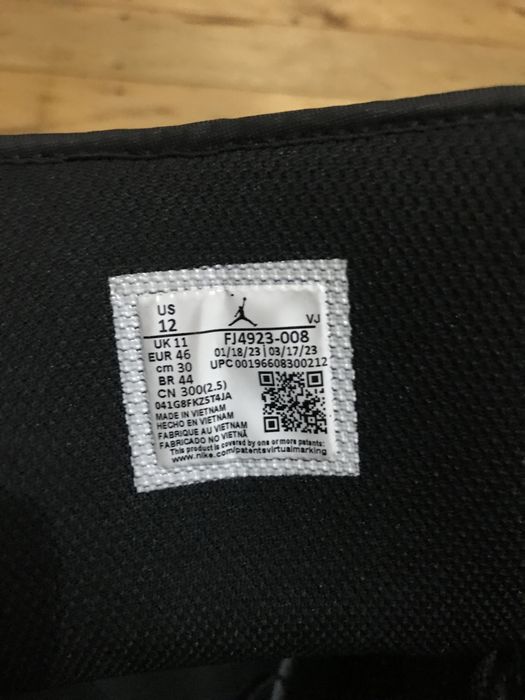 US
12
VJ
UK 11
FJ4923-008
EUR 46
01/18/23 | 03/17/23
cm 30
UPC 00196608300212
BR 44
CN 300(2.5)
041G8FKZ5T4JA
MADE IN VIETNAM
HECHO EN VIETNAM
FABRIQUE AU VIETNAM
FABRICADO NO VIETNÃ
This product is covered by one or more patents:
www.nike.com/patentsvirtualmarking